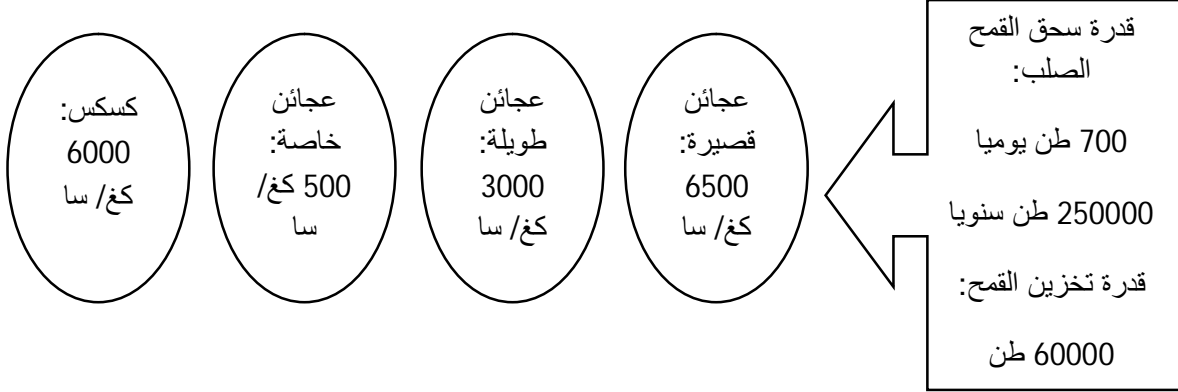 قدرة سحق القمح
الصلب:
700 طن يوميا
250000 طن سنويا
قدرة تخزين القمح:
60000 طن
عجائن
قصيرة:
6500
كغ/ سا
عجائن
طويلة:
3000
كغ/ سا
عجائن
خاصة:
500 كغ/
سا
كسكس:
6000
كغ/ سا